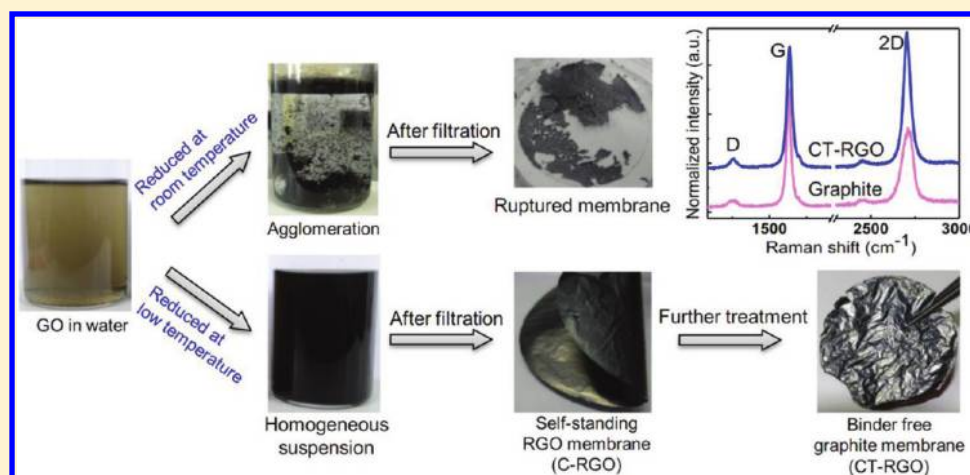 GO in water
Reduced at
room temperature
Reduced at
low temperature
Agglomeration
After filtration
Ruptured membrane
Homogeneous
suspension
After filtration
Self-standing
RGO membrane
(C-RGO)
Further treatment
Binder free
graphite membrane
(CT-RGO)
Normalized intensity (a.u.)
D
G
2D
CT-RGO
Graphite
1500
2500
3000
Raman shift (cm-1)